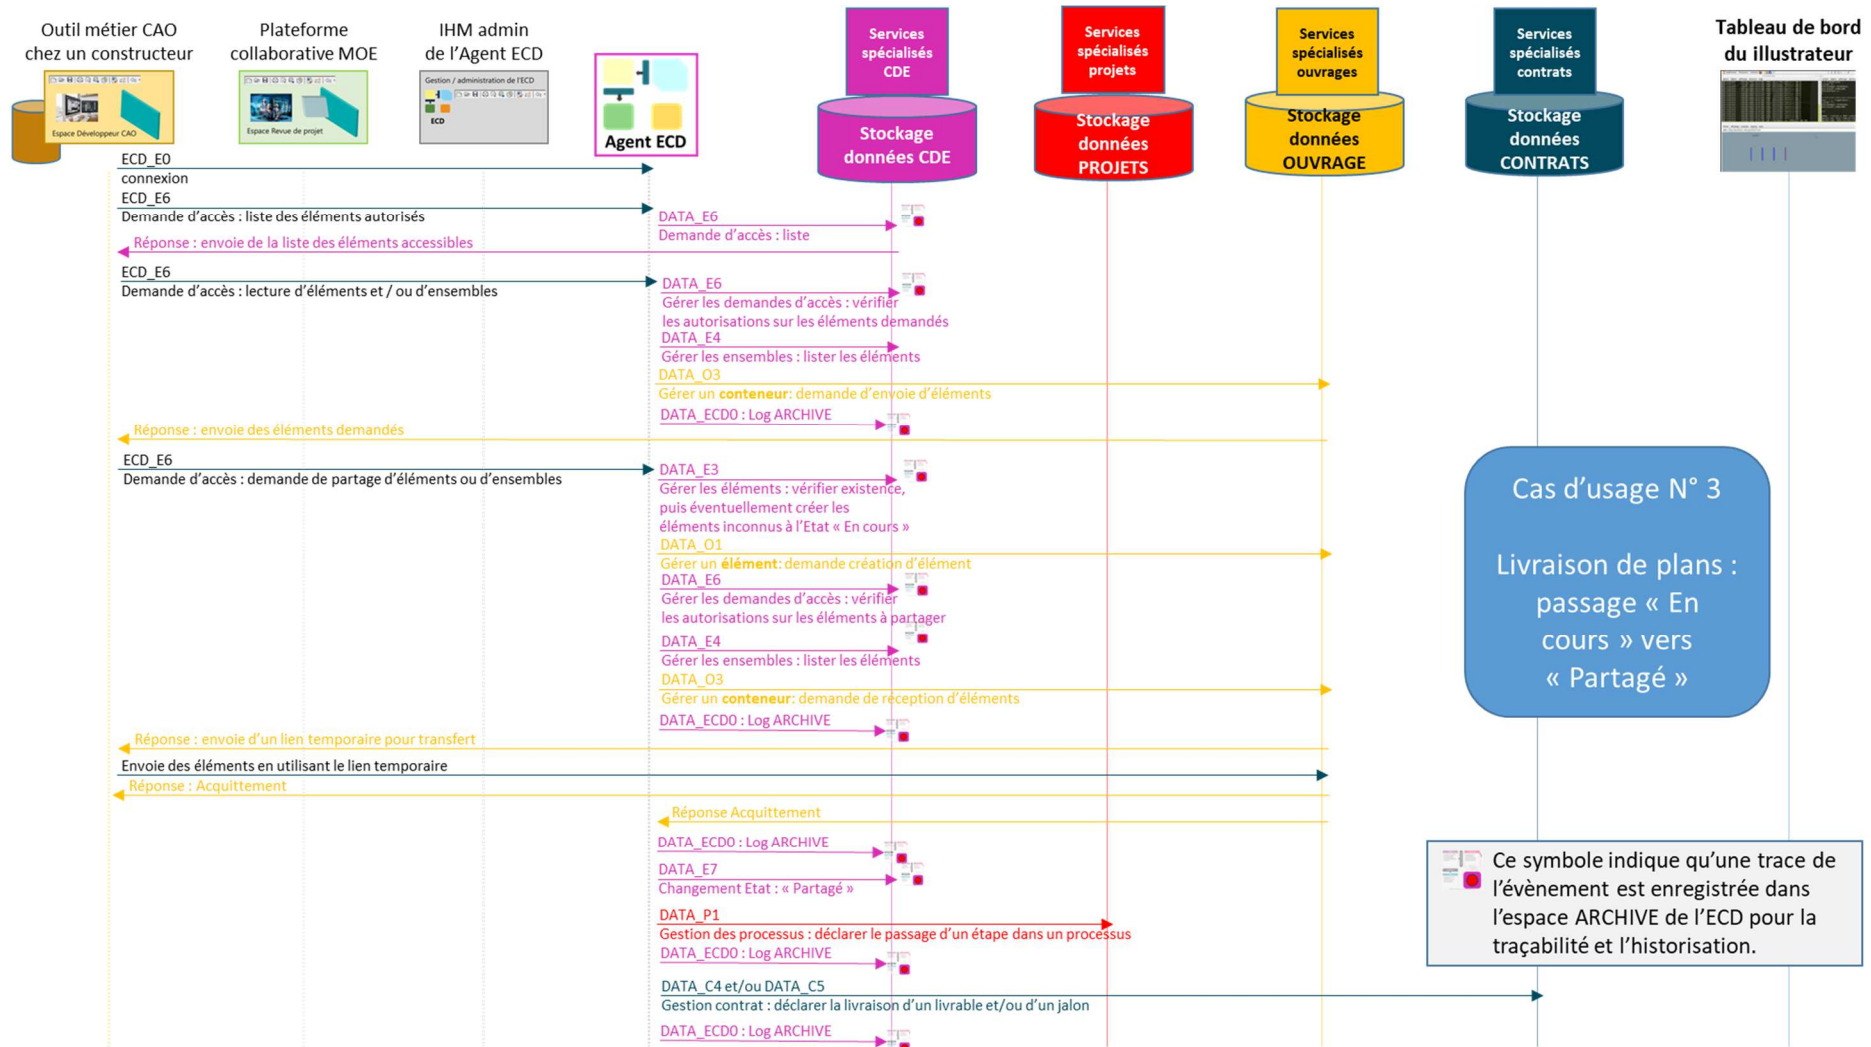 Outil métier CAO
chez un constructeur
Plateforme
collaborative MOE
IHM admin
de l'Agent ECD
Services
spécialisés
CDE
Services
spécialisés
projets
Services
spécialisés
ouvrages
Services
spécialisés
contrats
Tableau de bord
du illustrateur
Espace Développeur CAO
Espace Revue de projet
Gestion / administration de l'ECD
ECD
Agent ECD
Stockage
données CDE
Stockage
données
PROJETS
Stockage
données
OUVRAGE
Stockage
données
CONTRATS
ECD_E0
connexion
ECD_E6
Demande d'accès : liste des éléments autorisés
DATA_E6
Demande d'accès : liste
Réponse : envoie de la liste des éléments accessibles
ECD_E6
Demande d'accès : lecture d'éléments et / ou d'ensembles
DATA_E6
Gérer les demandes d'accès : vérifier
les autorisations sur les éléments demandés
DATA_E4
Gérer les ensembles : lister les éléments
DATA_O3
Gérer un conteneur: demande d'envoie d'éléments
DATA_ECD0 : Log ARCHIVE
Réponse : envoie des éléments demandés
ECD_E6
Demande d'accès : demande de partage d'éléments ou d'ensembles
DATA_E3
Gérer les éléments : vérifier existence,
puis éventuellement créer les
éléments inconnus à l'Etat « En cours »
DATA_O1
Gérer un élément: demande création d'élément
DATA_E6
Gérer les demandes d'accès : vérifier
les autorisations sur les éléments à partager
DATA_E4
Gérer les ensembles : lister les éléments
DATA_O3
Gérer un conteneur: demande de réception d'éléments
DATA_ECD0 : Log ARCHIVE
Réponse : envoie d'un lien temporaire pour transfert
Envoie des éléments en utilisant le lien temporaire
Réponse : Acquittement
Réponse Acquittement
DATA_ECD0 : Log ARCHIVE
DATA_E7
Changement Etat : « Partagé »
DATA_P1
Gestion des processus : déclarer le passage d'un étape dans un processus
DATA_ECD0 : Log ARCHIVE
DATA_C4 et/ou DATA_C5
Gestion contrat : déclarer la livraison d'un livrable et/ou d'un jalon
DATA_ECD0 : Log ARCHIVE
Cas d'usage N° 3
Livraison de plans :
passage « En
cours » vers
« Partagé »
Ce symbole indique qu'une trace de
l'évènement est enregistrée dans
l'espace ARCHIVE de l'ECD pour la
traçabilité et l'historisation.